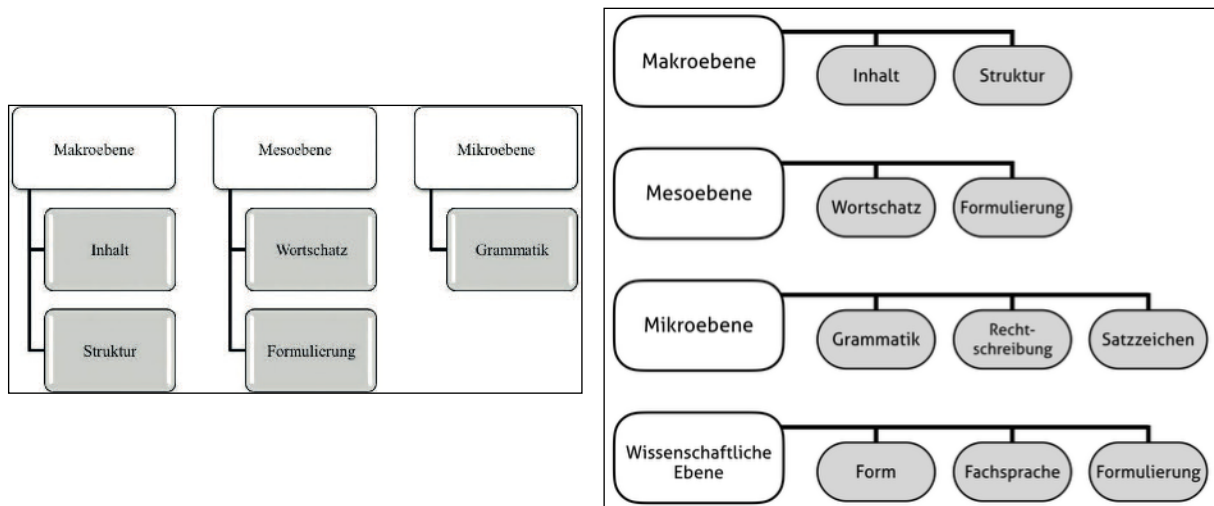 Makroebene
Mesoebene
Mikroebene
Inhalt
Wortschatz
Grammatik
Struktur
Formulierung
Makroebene
Inhalt
Struktur
Mesoebene
Wortschatz
Formulierung
Mikroebene
Grammatik
Recht-
schreibung
Satzzeichen
Wissenschaftliche
Ebene
Form
Fachsprache
Formulierung